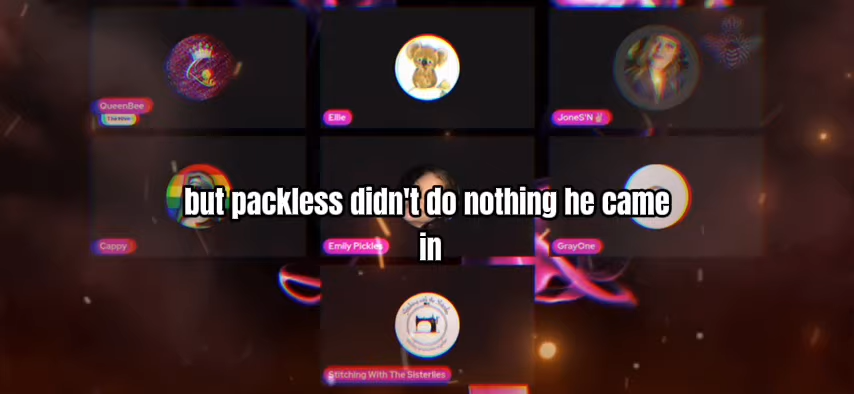 QueenBee
Ellie
JoneS'N
Cappy
Emily Pickles
GrayOne
but packless didn't do nothing he came
in
Stitching With The Sisterlies